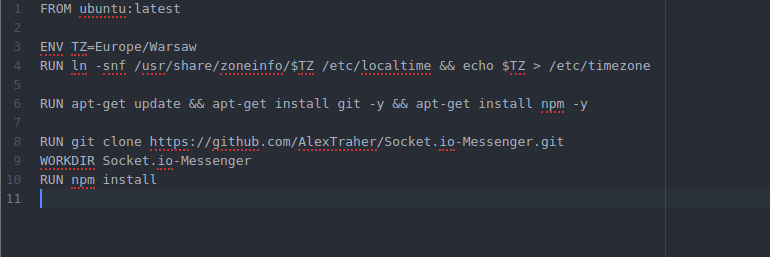 1 FROM ubuntu:latest
2
3 ENV TZ=Europe/Warsaw
4 RUN ln -snf /usr/share/zoneinfo/$TZ /etc/localtime && echo $TZ > /etc/timezone
5
6 RUN apt-get update && apt-get install git -y && apt-get install npm -y
7
8 RUN git clone https://github.com/AlexTraher/Socket.io-Messenger.git
9 WORKDIR Socket.io-Messenger
10 RUN npm install
11